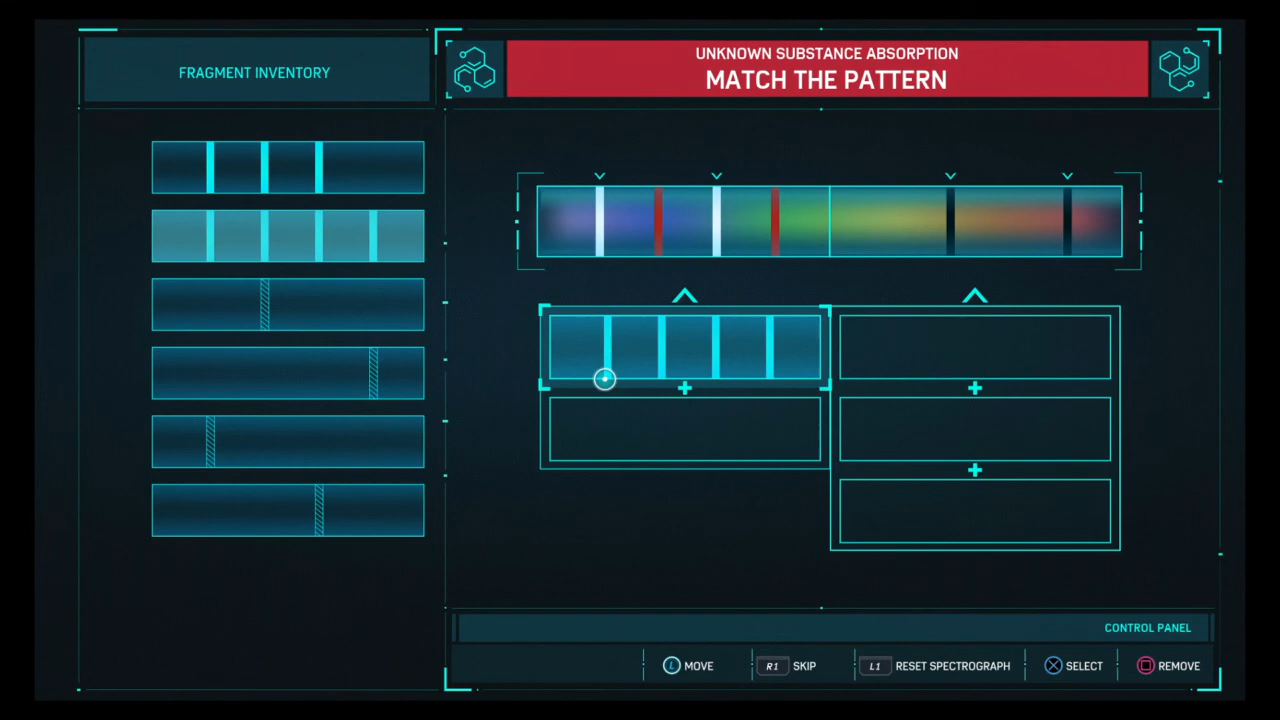 FRAGMENT INVENTORY
UNKNOWN SUBSTANCE ABSORPTION
MATCH THE PATTERN
CONTROL PANEL
L MOVE
R1 SKIP
L1 RESET SPECTROGRAPH
SELECT
REMOVE